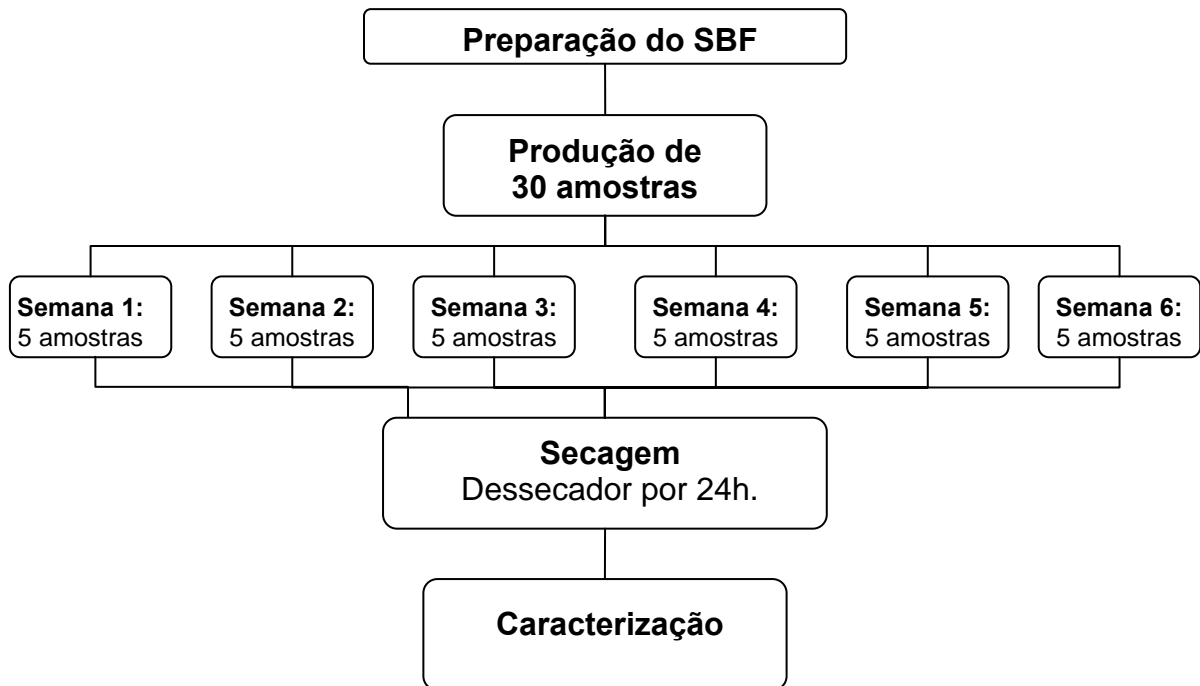 Preparação do SBF
Produção de
30 amostras
Semana 1:
5 amostras
Semana 2:
5 amostras
Semana 3:
5 amostras
Semana 4:
5 amostras
Semana 5:
5 amostras
Semana 6:
5 amostras
Secagem
Dessecador por 24h.
Caracterização